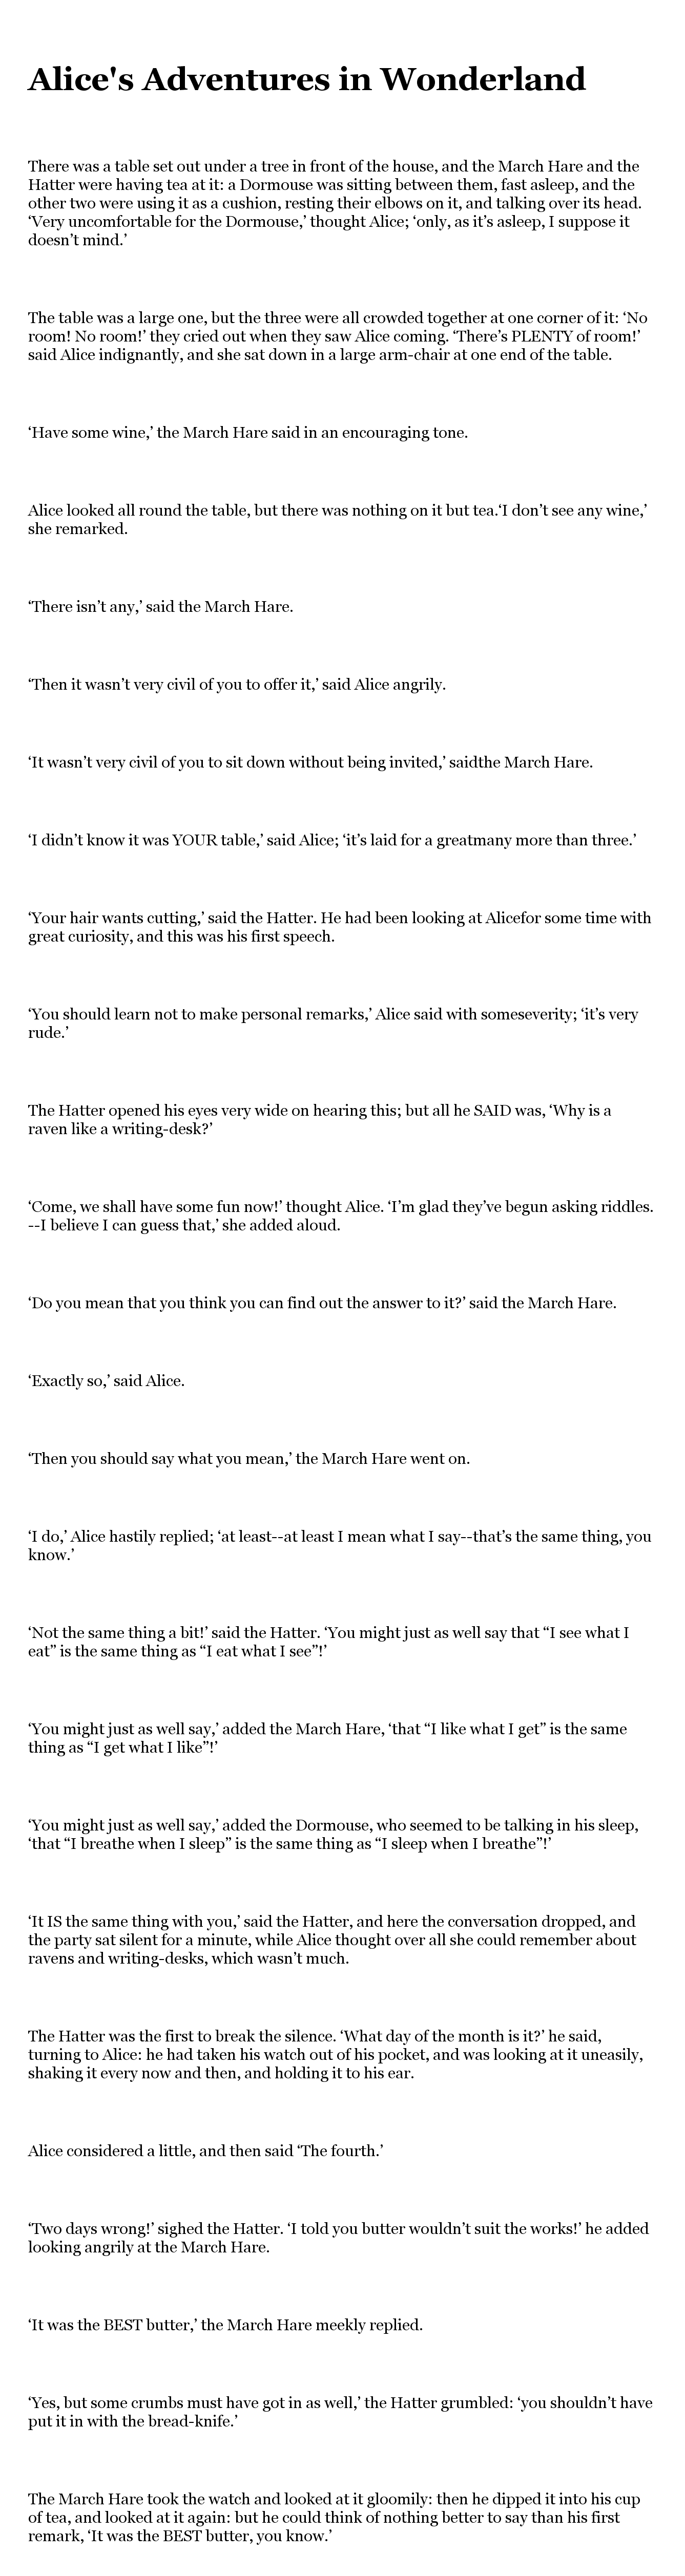 Alice's Adventures in Wonderland
There was a table set out under a tree in front of the house, and the March Hare and the
Hatter were having tea at it: a Dormouse was sitting between them, fast asleep, and the
other two were using it as a cushion, resting their elbows on it, and talking over its head.
‘Very uncomfortable for the Dormouse,’ thought Alice; ‘only, as it’s asleep, I suppose it
doesn’t mind.’
The table was a large one, but the three were all crowded together at one corner of it: ‘No
room! No room!’ they cried out when they saw Alice coming. ‘There’s PLENTY of room!’
said Alice indignantly, and she sat down in a large arm-chair at one end of the table.
‘Have some wine,’ the March Hare said in an encouraging tone.
Alice looked all round the table, but there was nothing on it but tea.‘I don’t see any wine,’
she remarked.
‘There isn’t any,’ said the March Hare.
‘Then it wasn’t very civil of you to offer it,’ said Alice angrily.
‘It wasn’t very civil of you to sit down without being invited,’ saidthe March Hare.
‘I didn’t know it was YOUR table,’ said Alice; ‘it’s laid for a greatmany more than three.’
‘Your hair wants cutting,’ said the Hatter. He had been looking at Alicefor some time with
great curiosity, and this was his first speech.
‘You should learn not to make personal remarks,’ Alice said with someseverity; ‘it’s very
rude.’
The Hatter opened his eyes very wide on hearing this; but all he SAID was, ‘Why is a
raven like a writing-desk?’
‘Come, we shall have some fun now!’ thought Alice. ‘I’m glad they’ve begun asking riddles.
--I believe I can guess that,’ she added aloud.
‘Do you mean that you think you can find out the answer to it?’ said the March Hare.
‘Exactly so,’ said Alice.
‘Then you should say what you mean,’ the March Hare went on.
‘I do,’ Alice hastily replied; ‘at least--at least I mean what I say--that’s the same thing, you
know.’
‘Not the same thing a bit!’ said the Hatter. ‘You might just as well say that “I see what I
eat” is the same thing as “I eat what I see”!’
‘You might just as well say,’ added the March Hare, ‘that “I like what I get” is the same
thing as “I get what I like”!’
‘You might just as well say,’ added the Dormouse, who seemed to be talking in his sleep,
‘that “I breathe when I sleep” is the same thing as “I sleep when I breathe”!’
‘It IS the same thing with you,’ said the Hatter, and here the conversation dropped, and
the party sat silent for a minute, while Alice thought over all she could remember about
ravens and writing-desks, which wasn’t much.
The Hatter was the first to break the silence. ‘What day of the month is it?’ he said,
turning to Alice: he had taken his watch out of his pocket, and was looking at it uneasily,
shaking it every now and then, and holding it to his ear.
Alice considered a little, and then said ‘The fourth.’
‘Two days wrong!’ sighed the Hatter. ‘I told you butter wouldn’t suit the works!’ he added
looking angrily at the March Hare.
‘It was the BEST butter,’ the March Hare meekly replied.
‘Yes, but some crumbs must have got in as well,’ the Hatter grumbled: ‘you shouldn’t have
put it in with the bread-knife.’
The March Hare took the watch and looked at it gloomily: then he dipped it into his cup
of tea, and looked at it again: but he could think of nothing better to say than his first
remark, ‘It was the BEST butter, you know.’